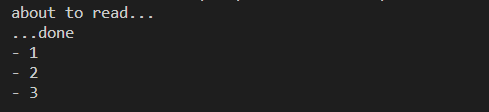 about to read...
...done
- 1
- 2
- 3